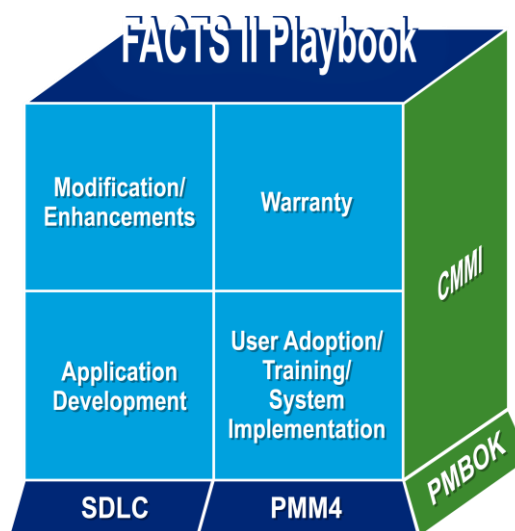 FACTS II Playbook
Modification/
Enhancements
Warranty
CMMI
Application
Development
User Adoption/
Training/
System
Implementation
SDLC
PMM4
PMBOK